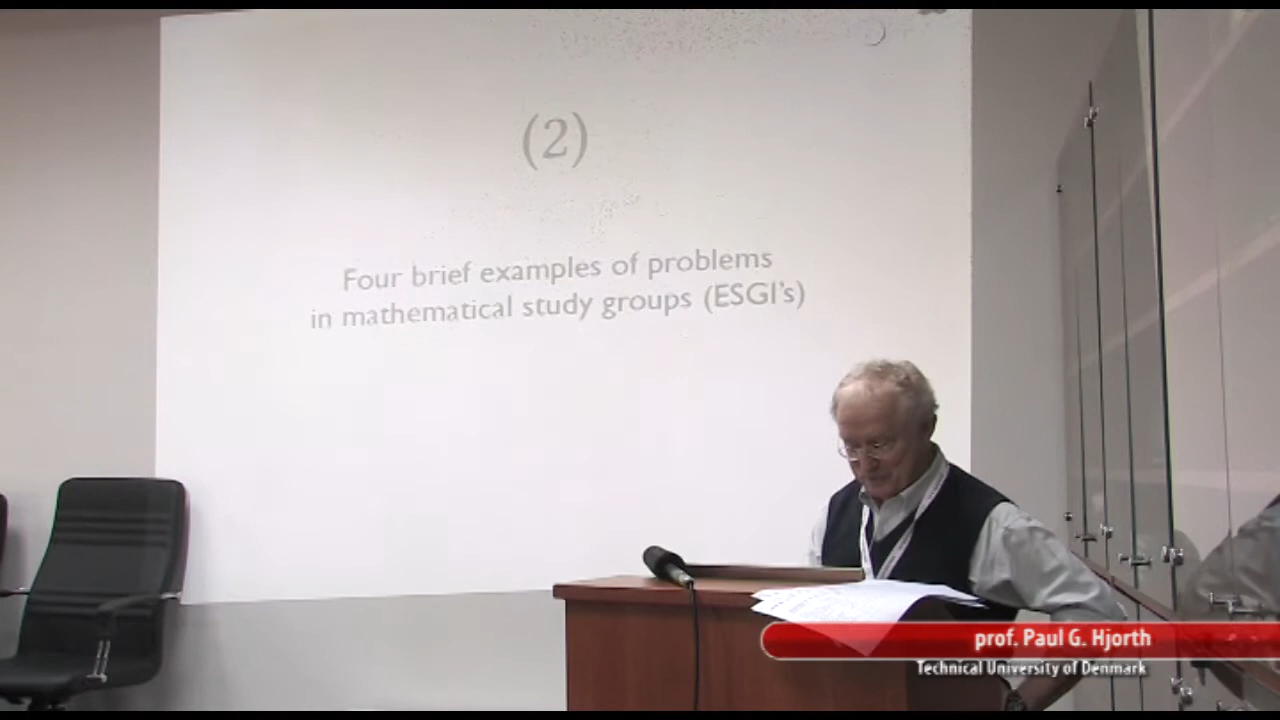 (2)
Four brief examples of problems
in mathematical study groups (ESGI's)
prof. Paul G. Hjorth
Technical University of Denmark